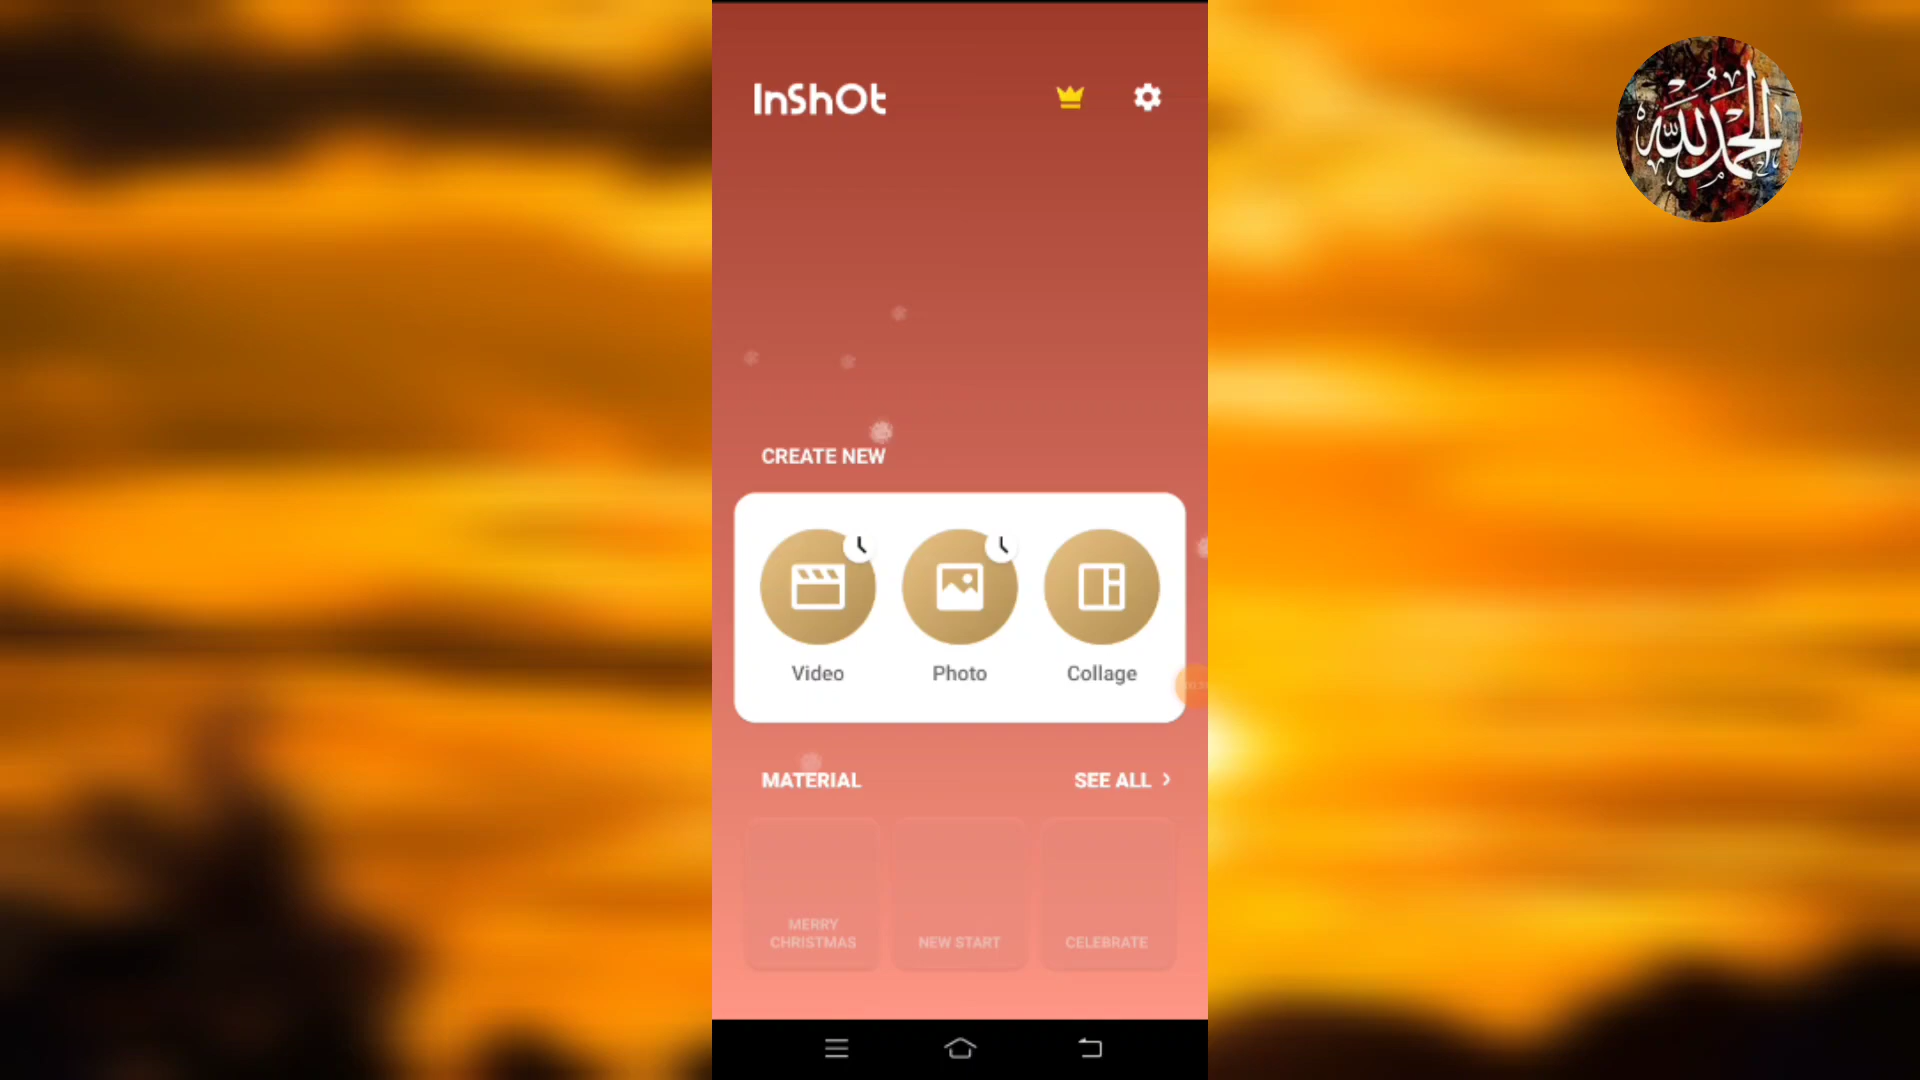 InShOt
الحمد لله
CREATE NEW
Video
Photo
Collage
MATERIAL
SEE ALL >
MERRY
CHRISTMAS
NEW START
CELEBRATE